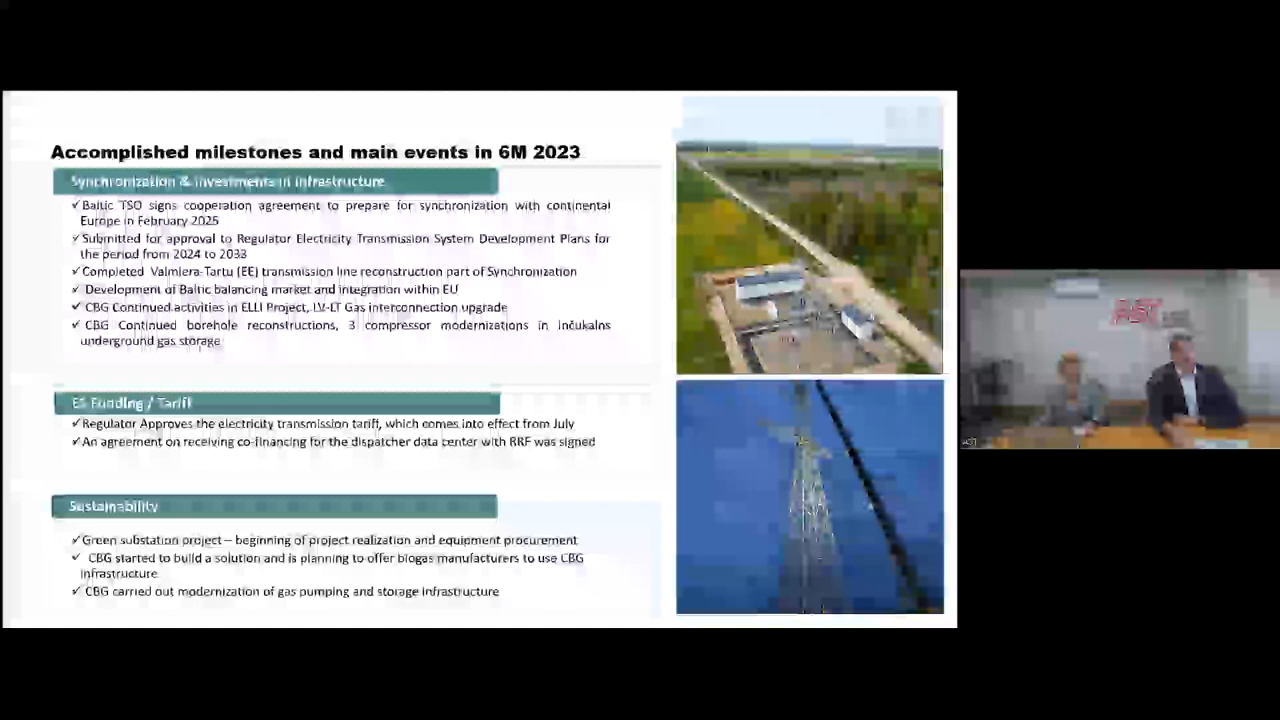 Accomplished milestones and main events in 6M 2023
Synchronization & Investments in Infrastructure
✓Baltic TSO signs cooperation agreement to prepare for synchronization with continental
Europe in February 2025
✓Submitted for approval to Regulator Electricity Transmission System Development Plans for
the period from 2024 to 2033
✓Completed Valmiera-Tartu (EE) transmission line reconstruction part of Synchronization
✓ Development of Baltic balancing market and integration within EU
✓ CBG Continued activities in ELLI Project, LV-LT Gas interconnection upgrade
✓ CBG Continued borehole reconstructions, 3 compressor modernizations in Inčukalns
underground gas storage
ES Funding / Tariff
✓Regulator Approves the electricity transmission tariff, which comes into effect from July
✓An agreement on receiving co-financing for the dispatcher data center with RRF was signed
Sustainability
✓Green substation project – beginning of project realization and equipment procurement
✓ CBG started to build a solution and is planning to offer biogas manufacturers to use CBG
infrastructure
✓ CBG carried out modernization of gas pumping and storage infrastructure
AST
AST